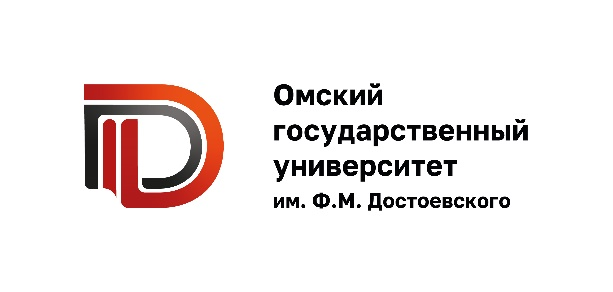 Омский
государственный
университет
им. Ф.М. Достоевского